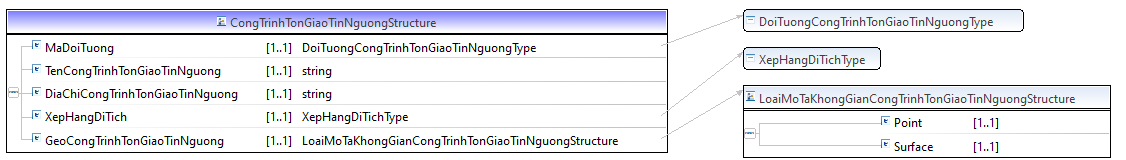 CongTrinhTonGiaoTinNguongStructure
MaDoiTuong [1..1] DoiTuongCongTrinhTonGiaoTinNguongType
TenCongTrinhTonGiaoTinNguong [1..1] string
DiaChiCongTrinhTonGiaoTinNguong [1..1] string
XepHangDiTich [1..1] XepHangDiTichType
GeoCongTrinhTonGiaoTinNguong [1..1] LoaiMoTaKhongGianCongTrinhTonGiaoTinNguongStructure
DoiTuongCongTrinhTonGiaoTinNguongType
XepHangDiTichType
LoaiMoTaKhongGianCongTrinhTonGiaoTinNguongStructure
Point [1..1]
Surface [1..1]